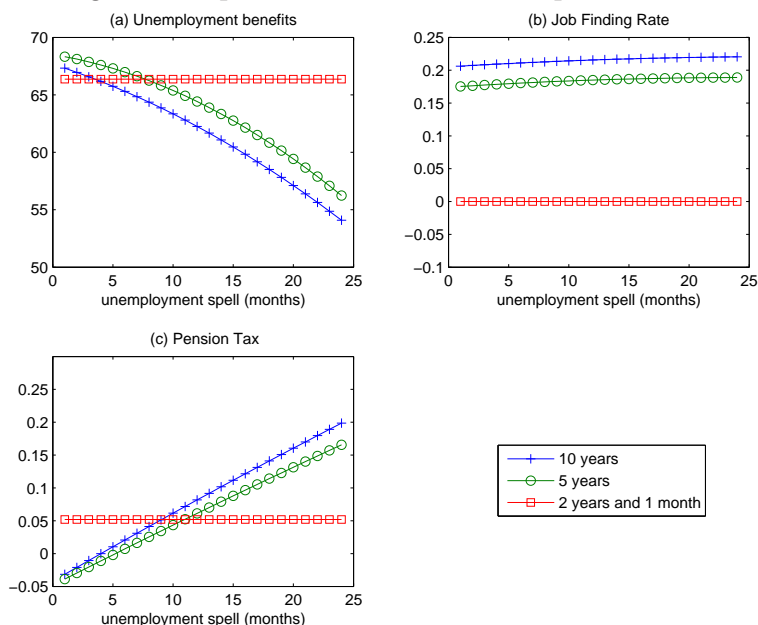 (a) Unemployment benefits
70
65
60
55
50
0 5 10 15 20 25
unemployment spell (months)
(b) Job Finding Rate
0.25
0.2
0.15
0.1
0.05
0
−0.05
−0.1
0 5 10 15 20 25
unemployment spell (months)
(c) Pension Tax
0.25
0.2
0.15
0.1
0.05
0
−0.05
0 5 10 15 20 25
unemployment spell (months)
10 years
5 years
2 years and 1 month